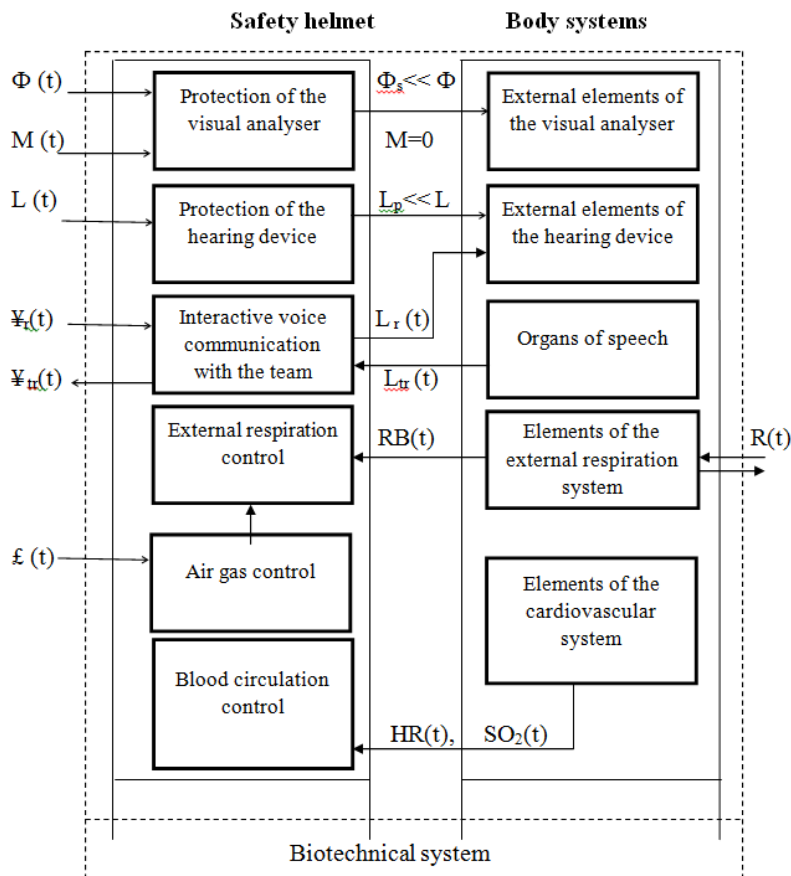 Safety helmet
Body systems
Φ (t)
M (t)
Protection of the
visual analyser
Φs<< Φ
M=0
External elements of
the visual analyser
L (t)
Protection of the
hearing device
Lp<< L
External elements of
the hearing device
¥r(t)
¥tr(t)
Interactive voice
communication
with the team
L r (t)
Ltr(t)
Organs of speech
External respiration
control
RB(t)
Elements of the
external respiration
system
R(t)
£ (t)
Air gas control
Elements of the
cardiovascular
system
Blood circulation
control
HR(t), SO2(t)
Biotechnical system